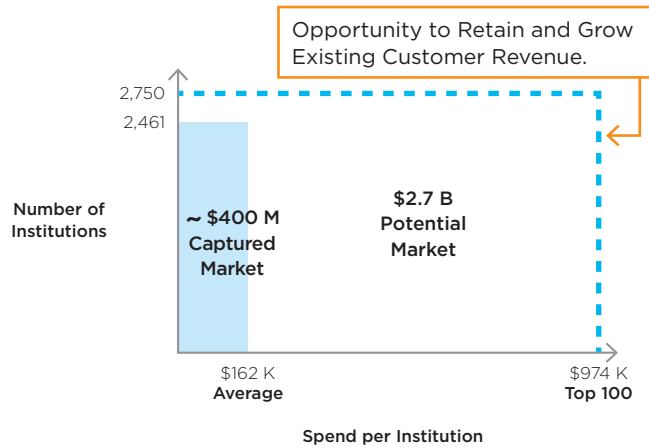 Opportunity to Retain and Grow
Existing Customer Revenue.
2,750
2,461
Number of
Institutions
~ $400 M
Captured
Market
$2.7 B
Potential
Market
$162 K
Average
$974 K
Top 100
Spend per Institution